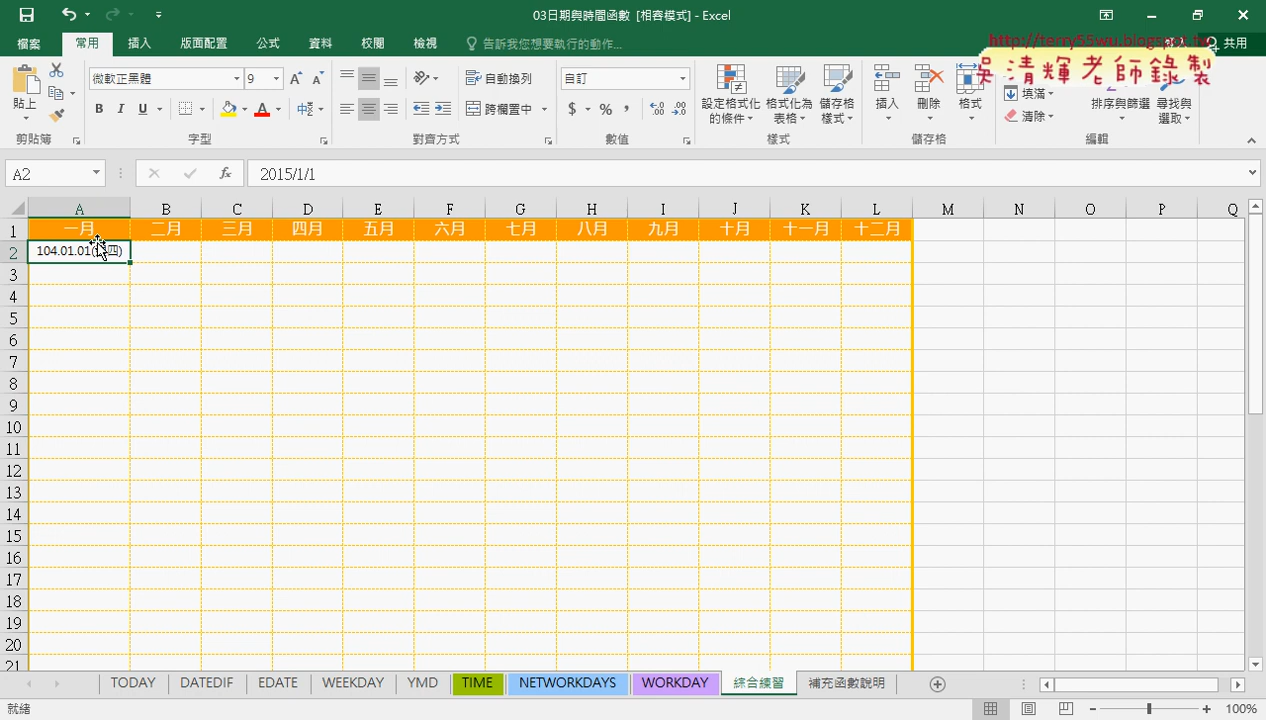 03日期與時間函數 [相容模式] - Excel
檔案 常用 插入 版面配置 公式 資料 校閱 檢視 告訴我您想要執行的動作... 共用
http://terry55wu.blogspot.tw
吳清輝老師錄製
貼上 微軟正黑體 9 自動換列 自訂 設定格式化的條件 格式化為表格 儲存格樣式 插入 刪除 格式 填滿 排序與篩選 尋找與選取
B I U A 中 跨欄置中 $ % , 清除
剪貼簿 字型 對齊方式 數值 樣式 儲存格 編輯
A2 fx 2015/1/1
A B C D E F G H I J K L M N O P Q
1 一月 二月 三月 四月 五月 六月 七月 八月 九月 十月 十一月 十二月
2 104.01.01(四)
3
4
5
6
7
8
9
10
11
12
13
14
15
16
17
18
19
20
21
TODAY DATEDIF EDATE WEEKDAY YMD TIME NETWORKDAYS WORKDAY 綜合練習 補充函數說明
就緒 100%